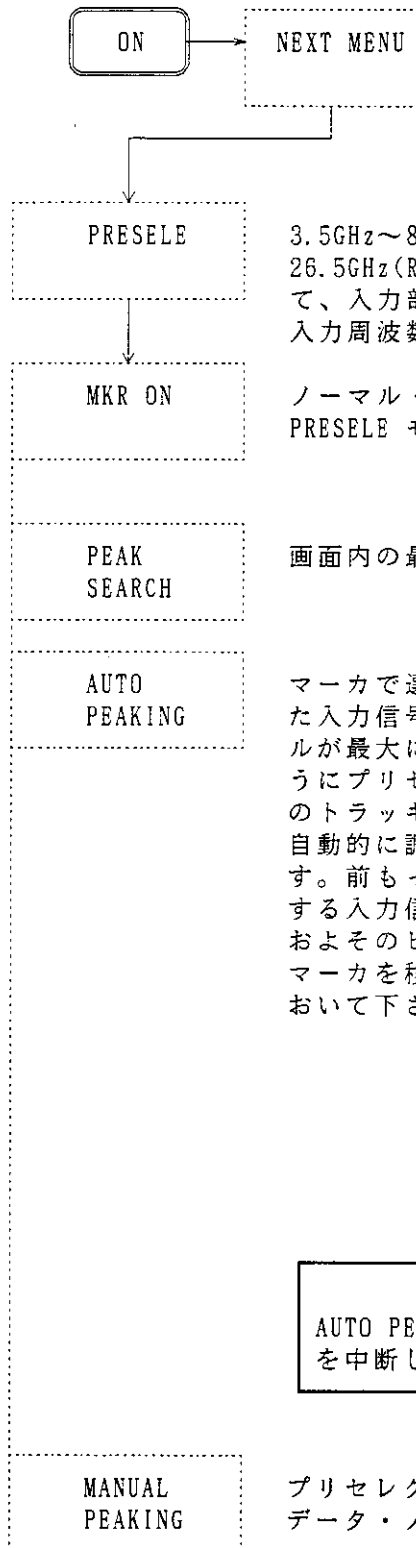 ON
NEXT MENU
PRESELE
3.5GHz~8
26.5GHz(R
て、入力部
入力周波数
MKR ON
ノーマル・
PRESELE モ
PEAK
SEARCH
画面内の最
AUTO
PEAKING
マーカで選
た入力信号
ルが最大に
うにプリセ
のトラッキ
自動的に調
す。前もっ
する入力信
およそのピ
マーカを移
おいて下さ
AUTO PE
を中断し
MANUAL
PEAKING
プリセレク
データ・ノ